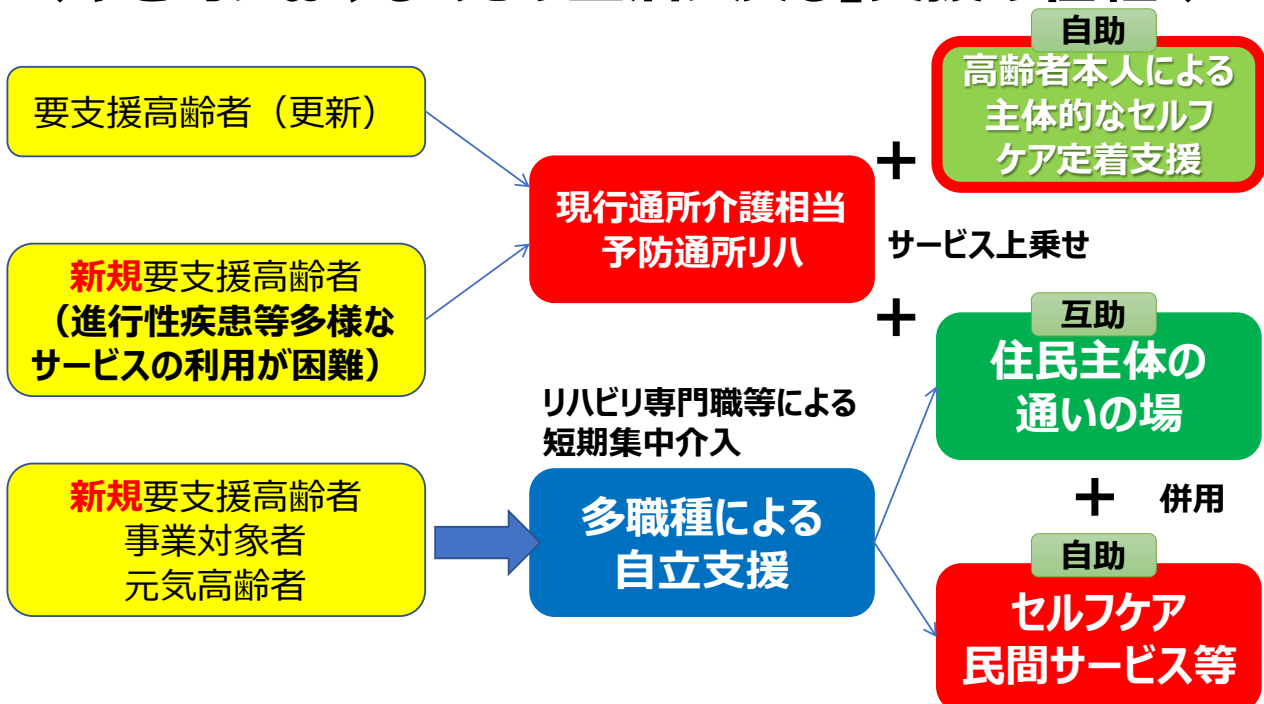 自助
高齢者本人による
主体的なセルフ
ケア定着支援
要支援高齢者（更新）
＋
現行通所介護相当
予防通所リハ
サービス上乗せ
新規要支援高齢者
（進行性疾患等多様な
サービスの利用が困難）
＋
互助
住民主体の
通いの場
リハビリ専門職等による
短期集中介入
新規要支援高齢者
事業対象者
元気高齢者
多職種による
自立支援
＋ 併用
自助
セルフケア
民間サービス等